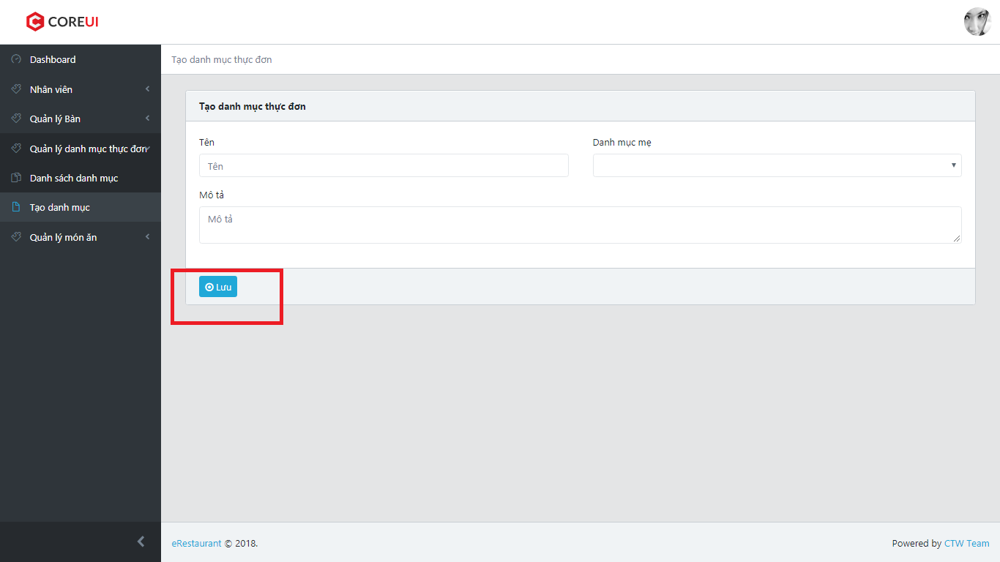 COREUI
Dashboard
Nhân viên
Quản lý Bàn
Quản lý danh mục thực đơn
Danh sách danh mục
Tạo danh mục
Quản lý món ăn
Tạo danh mục thực đơn
Tạo danh mục thực đơn
Tên
Danh mục mẹ
Tên
Mô tả
Mô tả
Lưu
eRestaurant © 2018.
Powered by CTW Team